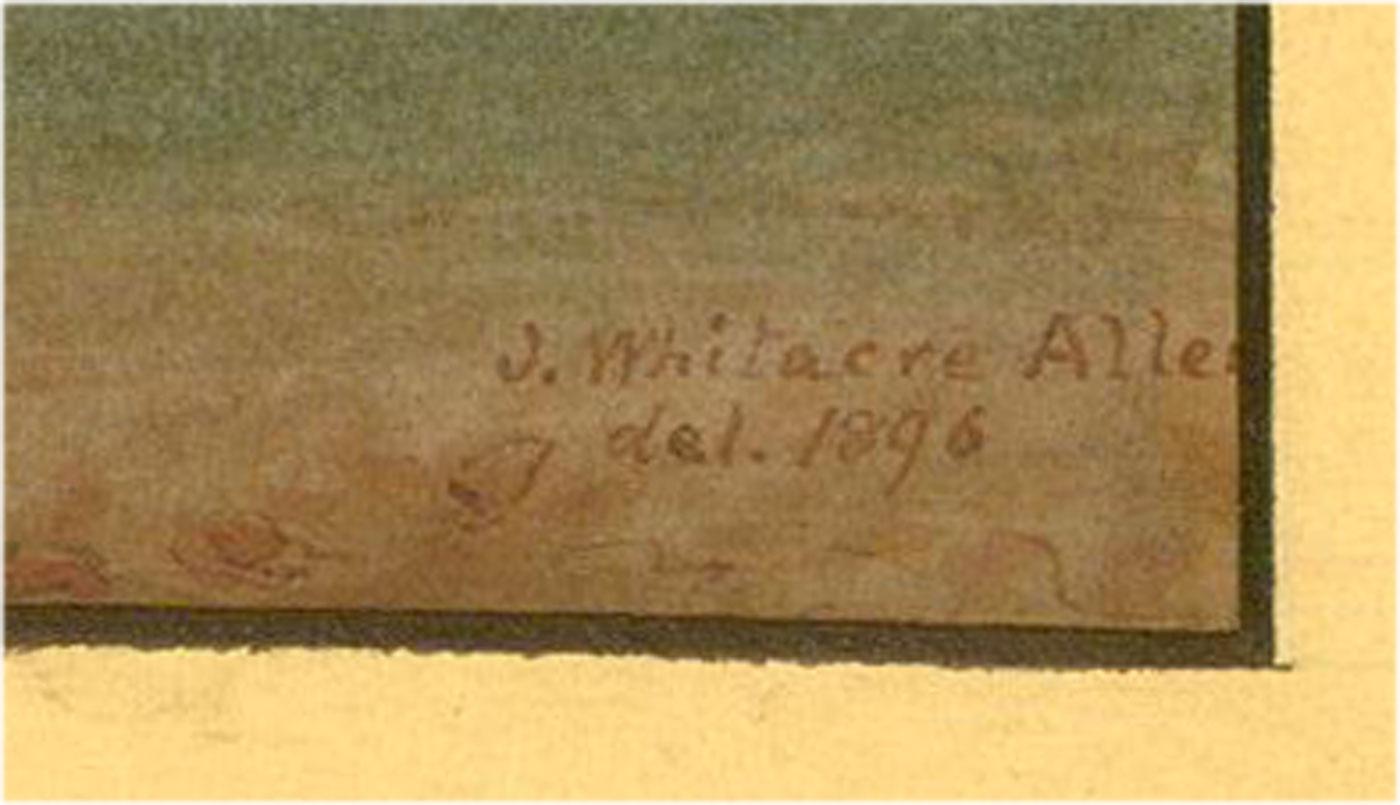 J. Whitacre Alle
del. 1896